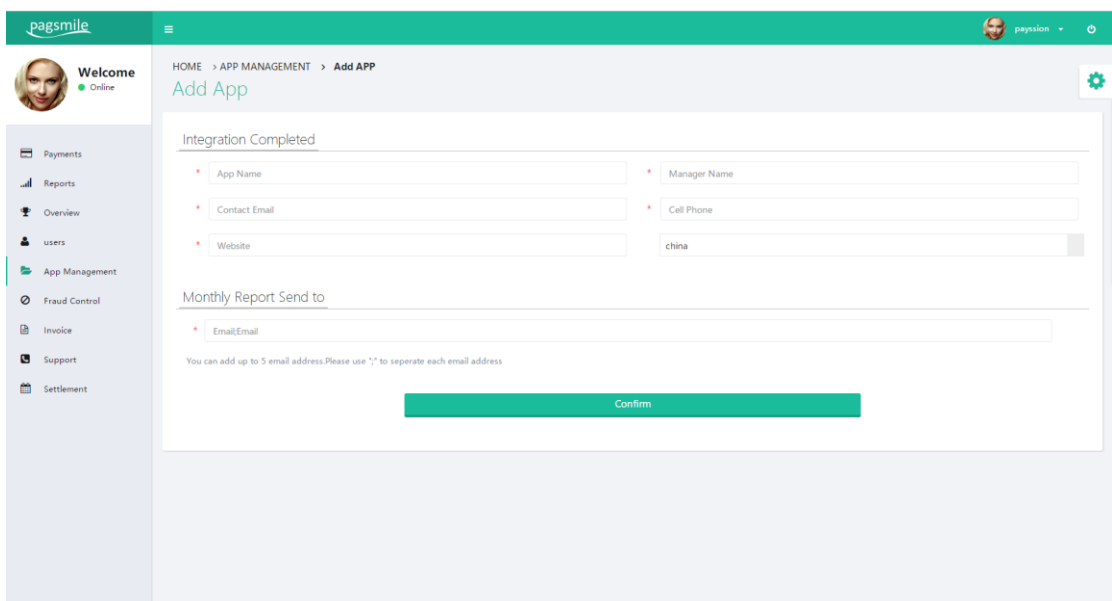 pagsmile
payssion
Welcome
Online
HOME > APP MANAGEMENT > Add APP
Add App
Payments
Reports
Overview
users
App Management
Fraud Control
Invoice
Support
Settlement
Integration Completed
* App Name
* Manager Name
* Contact Email
* Cell Phone
* Website
china
Monthly Report Send to
* Email;Email
You can add up to 5 email address.Please use ";" to seperate each email address
Confirm